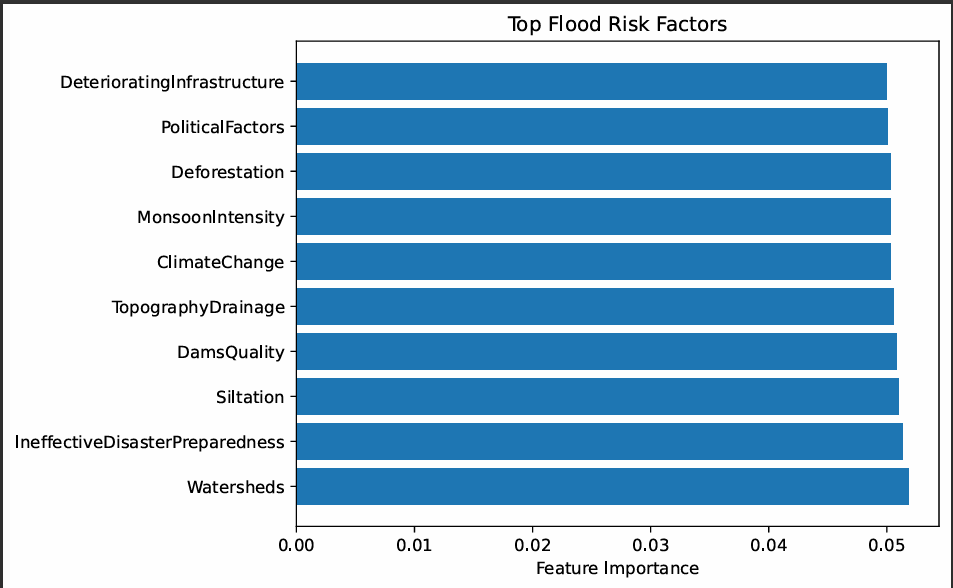 Top Flood Risk Factors
DeterioratingInfrastructure
PoliticalFactors
Deforestation
MonsoonIntensity
ClimateChange
TopographyDrainage
DamsQuality
Siltation
IneffectiveDisasterPreparedness
Watersheds
0.00 0.01 0.02 0.03 0.04 0.05
Feature Importance